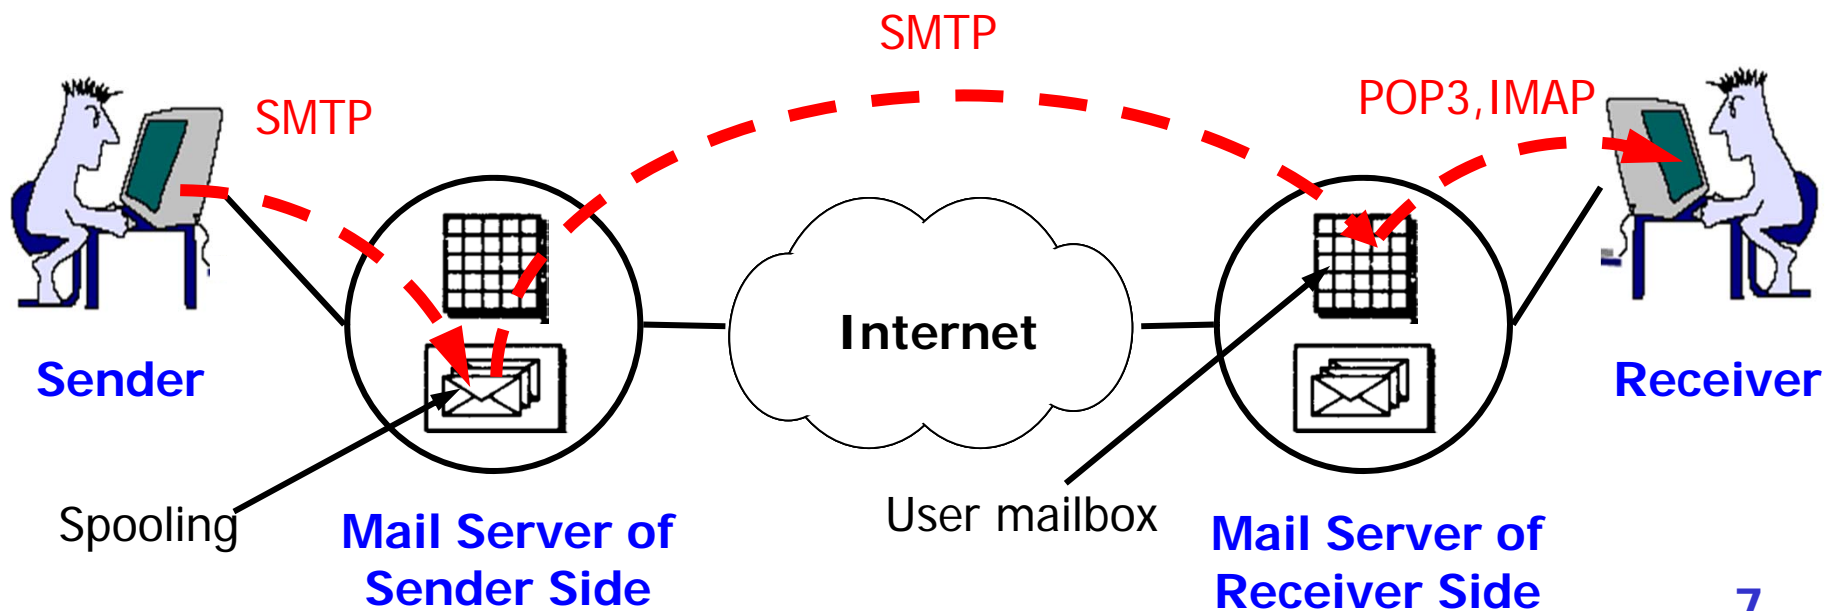 SMTP
SMTP
POP3,IMAP
Internet
Sender
Receiver
Spooling
User mailbox
Mail Server of
Sender Side
Mail Server of
Receiver Side
7